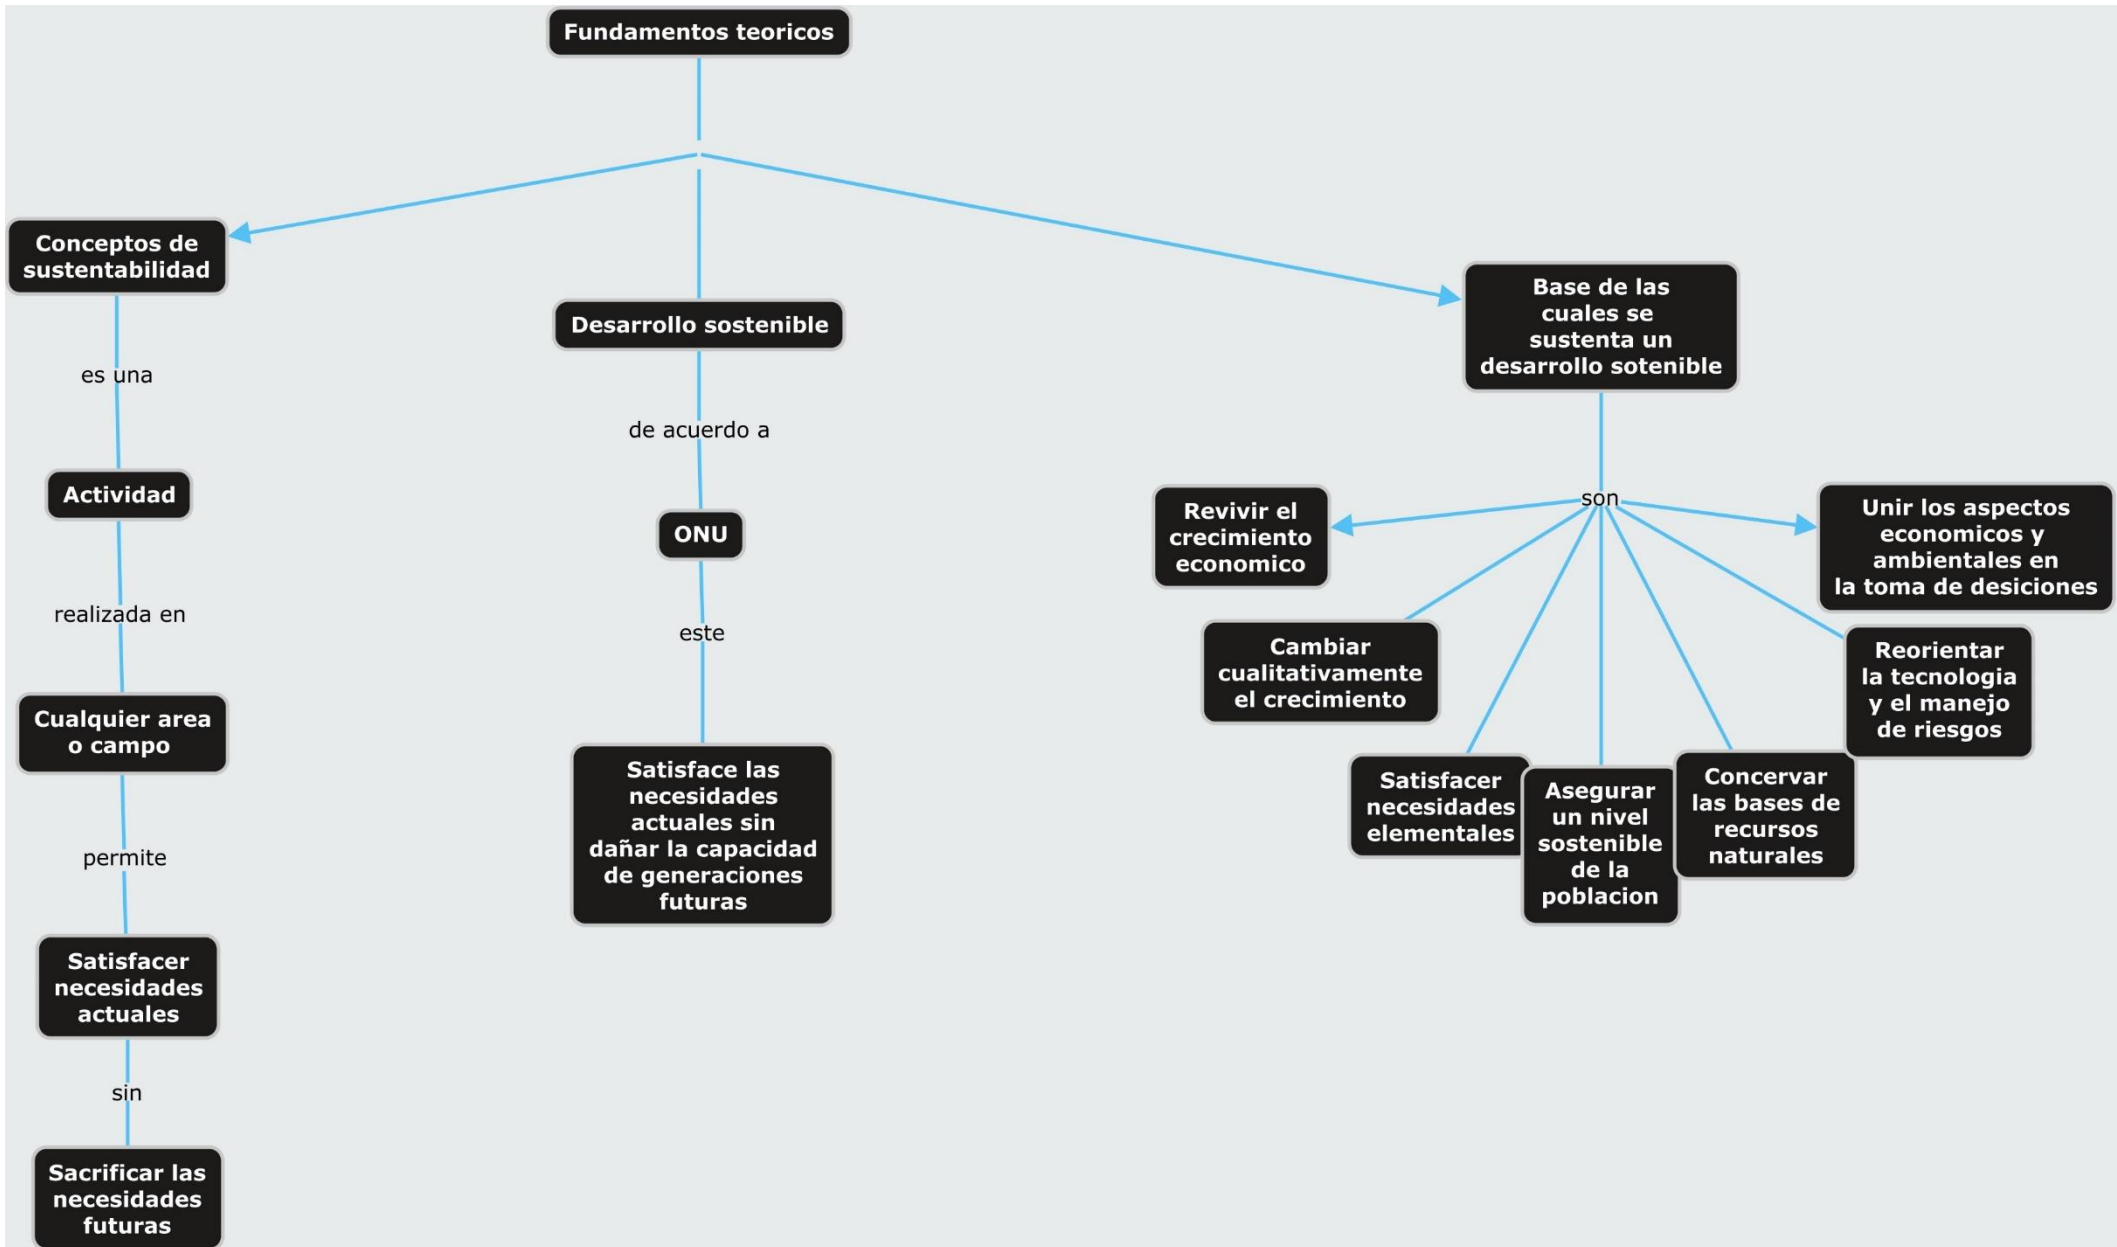 Fundamentos teoricos
Conceptos de
sustentabilidad
es una
Actividad
realizada en
Cualquier area
o campo
permite
Satisfacer
necesidades
actuales
sin
Sacrificar las
necesidades
futuras
Desarrollo sostenible
de acuerdo a
ONU
este
Satisface las
necesidades
actuales sin
dañar la capacidad
de generaciones
futuras
Base de las
cuales se
sustenta un
desarrollo sotenible
son
Revivir el
crecimiento
economico
Cambiar
cualitativamente
el crecimiento
Satisfacer
necesidades
elementales
Asegurar
un nivel
sostenible
de la
poblacion
Concervar
las bases de
recursos
naturales
Reorientar
la tecnologia
y el manejo
de riesgos
Unir los aspectos
economicos y
ambientales en
la toma de desiciones